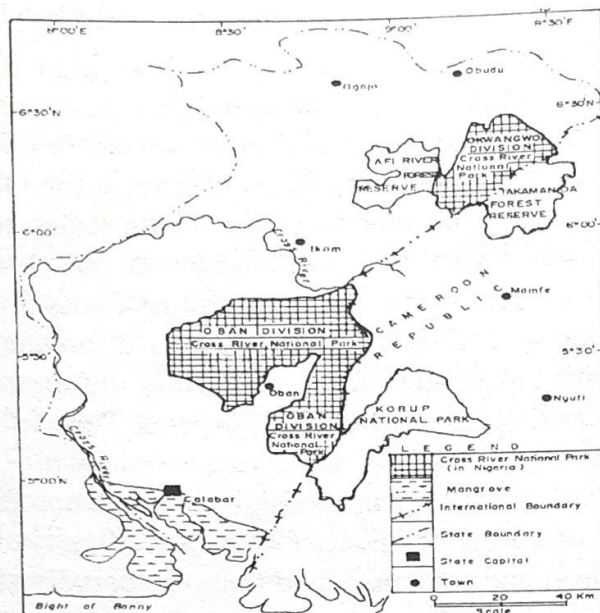 8°00'E
8°30'
9°00'
9°30'F
Obudu
Ogoja
6°30'N
6°30'N
OKWANGWO
DIVISION
Cross River
National
Park
AFI RIVER
FOREST
RESERVE
TAKAMANDA
FOREST
RESERVE
6°00'
6°00'
Cross River
Ikom
CAMEROON
REPUBLIC
Mamfe
OBAN DIVISION
Cross River National Park
5°30'
5°30'
Oban
Nguti
OBAN
DIVISION
Cross River
National
Park
KORUP
NATIONAL PARK
Cross River
5°00'N
Calabar
LEGEND
Cross River National Park
(in Nigeria)
Mangrove
International Boundary
State Boundary
State Capital
Town
Bight of Bonny
0 20 40 Km
Scale